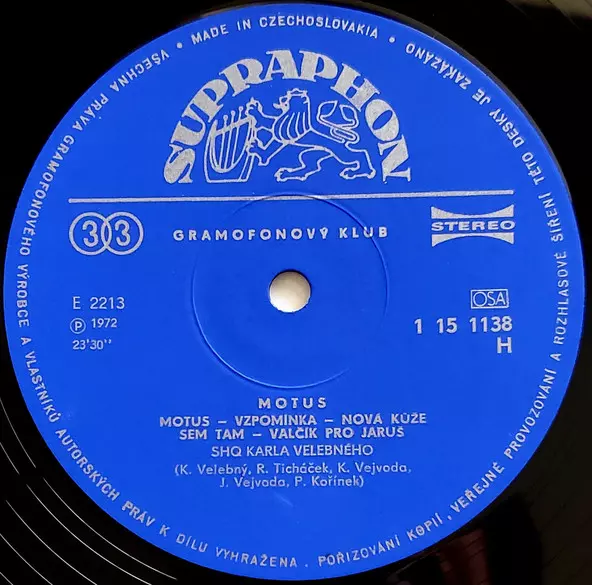 VŠECHNA PRÁVA GRAMOFONOVÉHO VÝROBCE A VLASTNÍKŮ AUTORSKÝCH PRÁV K DÍLU VYHRAŽENA. POŘIZOVÁNÍ KOPIÍ, VEŘEJNÉ PROVOZOVÁNÍ A ROZHLASOVÉ ŠÍŘENÍ TÉTO DESKY JE ZAKÁZÁNO
• MADE IN CZECHOSLOVAKIA •
SUPRAPHON
33 GRAMOFONOVÝ KLUB STEREO
E 2213
Ⓟ 1972
23'30''
OSA
1 15 1138
H
MOTUS
MOTUS – VZPOMÍNKA – NOVÁ KŮŽE
SEM TAM – VALČÍK PRO JARUŠ
SHQ KARLA VELEBNÉHO
(K. Velebný, R. Ticháček, K. Vejvoda,
J. Vejvoda, P. Kořínek)